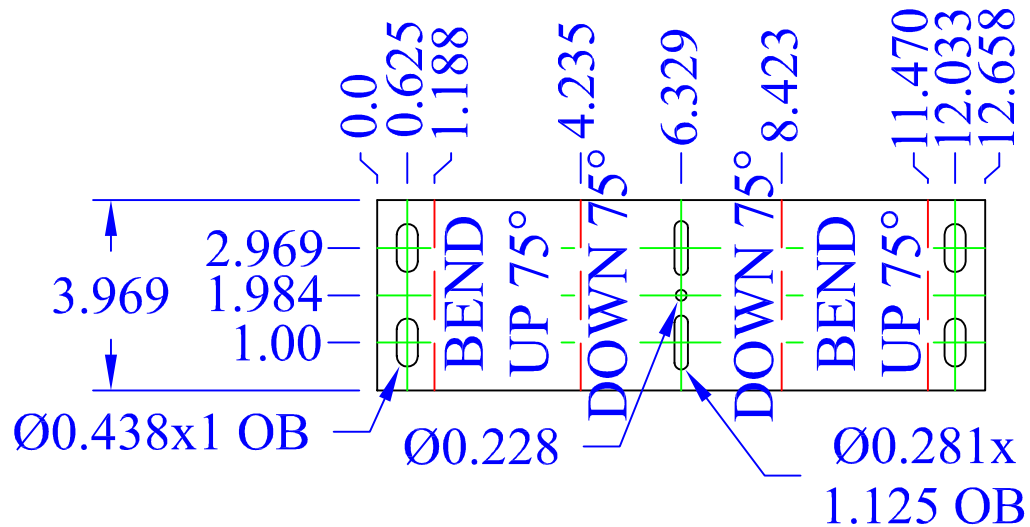 0.0
0.625
1.188
4.235
6.329
8.423
11.470
12.033
12.658
2.969
3.969
1.984
1.00
BEND
UP 75°
DOWN 75°
DOWN 75°
BEND
UP 75°
Ø0.438x1 OB
Ø0.228
Ø0.281x
1.125 OB